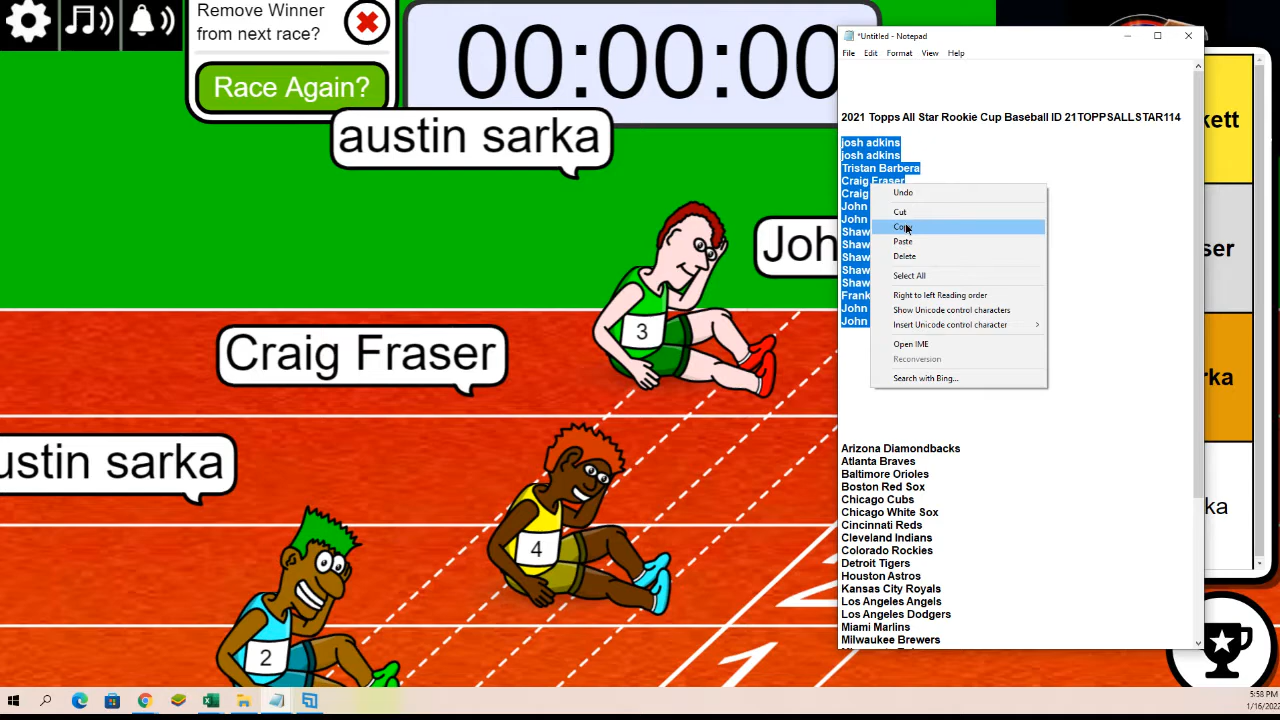 Remove Winner
from next race?
Race Again?
00:00:00
austin sarka
Craig Fraser
austin sarka
3
4
2
*Untitled - Notepad
File Edit Format View Help
2021 Topps All Star Rookie Cup Baseball ID 21TOPPSALLSTAR114
josh adkins
josh adkins
Tristan Barbera
Craig Fraser
Craig
John
John
Shaw
Shaw
Shaw
Shaw
Shaw
Frank
John
John
Undo
Cut
Copy
Paste
Delete
Select All
Right to left Reading order
Show Unicode control characters
Insert Unicode control character
Open IME
Reconversion
Search with Bing...
Arizona Diamondbacks
Atlanta Braves
Baltimore Orioles
Boston Red Sox
Chicago Cubs
Chicago White Sox
Cincinnati Reds
Cleveland Indians
Colorado Rockies
Detroit Tigers
Houston Astros
Kansas City Royals
Los Angeles Angels
Los Angeles Dodgers
Miami Marlins
Milwaukee Brewers
5:58 PM
1/16/2022